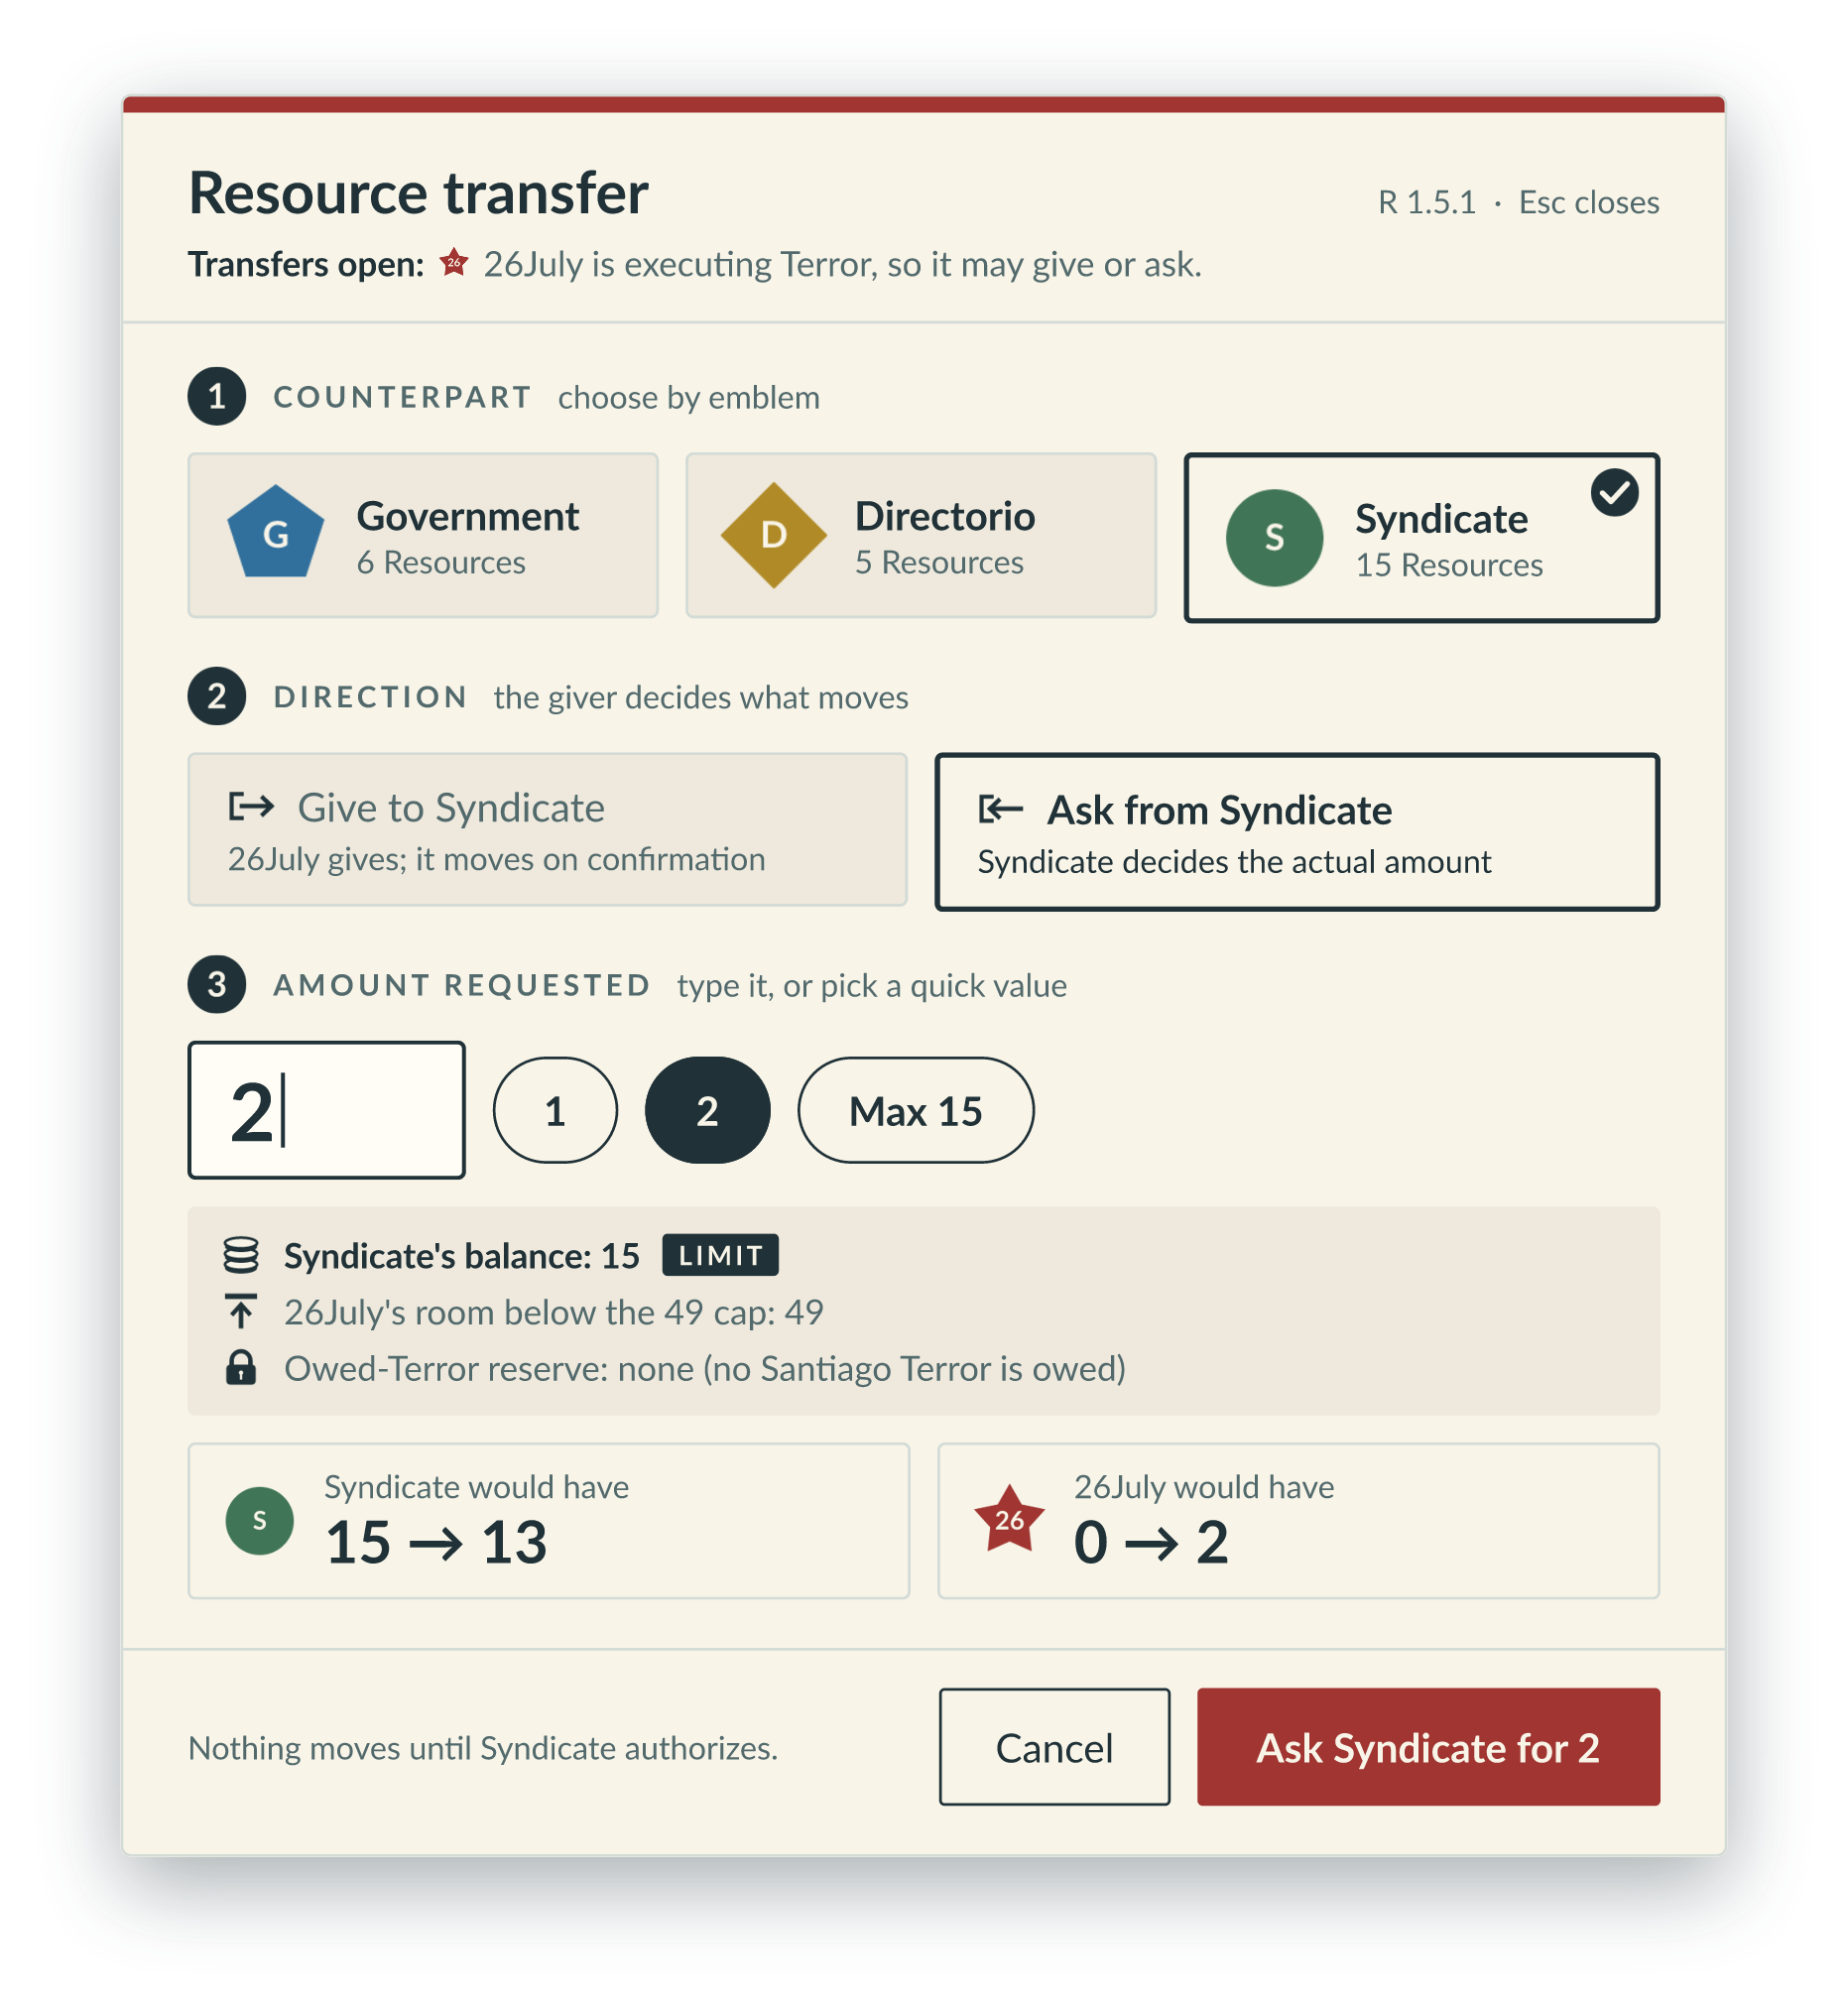 Resource transfer
R 1.5.1 · Esc closes
Transfers open: 26 26July is executing Terror, so it may give or ask.
1 COUNTERPART choose by emblem
G Government
6 Resources
D Directorio
5 Resources
S Syndicate
15 Resources
2 DIRECTION the giver decides what moves
Give to Syndicate
26July gives; it moves on confirmation
Ask from Syndicate
Syndicate decides the actual amount
3 AMOUNT REQUESTED type it, or pick a quick value
2 1 2 Max 15
Syndicate's balance: 15 LIMIT
26July's room below the 49 cap: 49
Owed-Terror reserve: none (no Santiago Terror is owed)
S Syndicate would have
15 → 13
26 26July would have
0 → 2
Nothing moves until Syndicate authorizes.
Cancel
Ask Syndicate for 2